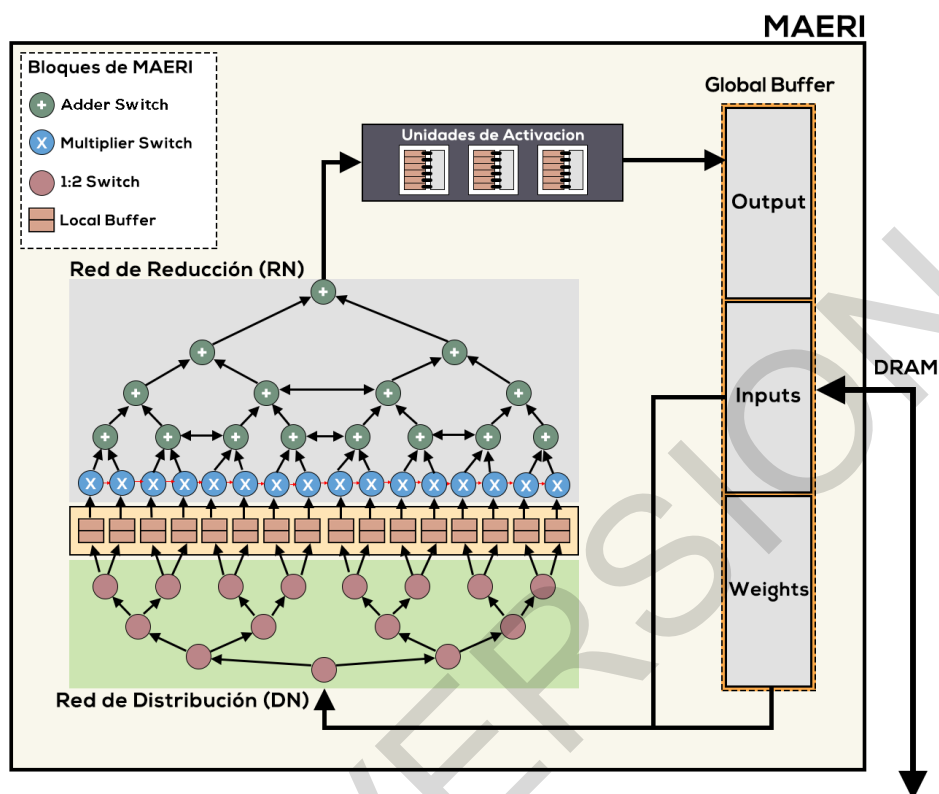 MAERI
Bloques de MAERI
Adder Switch
Multiplier Switch
1:2 Switch
Local Buffer
Unidades de Activacion
Global Buffer
Output
Inputs
Weights
DRAM
Red de Reducción (RN)
+
+ +
+ + + +
+ + + + + + + +
X X X X X X X X X X X X X X X X
Red de Distribución (DN)
VERSION